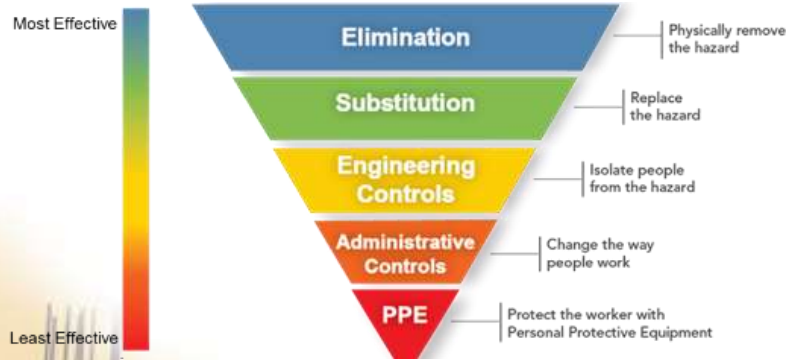 Most Effective
Elimination
Physically remove
the hazard
Substitution
Replace
the hazard
Engineering
Controls
Isolate people
from the hazard
Administrative
Controls
Change the way
people work
PPE
Protect the worker with
Personal Protective Equipment
Least Effective